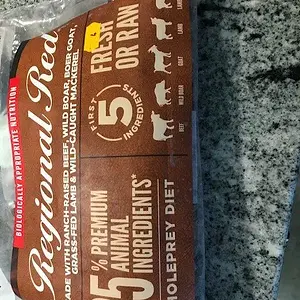 BIOLOGICALLY APPROPRIATE NUTRITION
Regional Red
MADE WITH RANCH-RAISED BEEF, WILD BOAR, BOER GOAT,
GRASS-FED LAMB & WILD-CAUGHT MACKEREL
5% PREMIUM
ANIMAL
INGREDIENTS*
FIRST
5
INGREDIENTS
FRESH
OR RAW
HOLEPREY DIET
BEEF
WILD BOAR
GOAT
LAMB